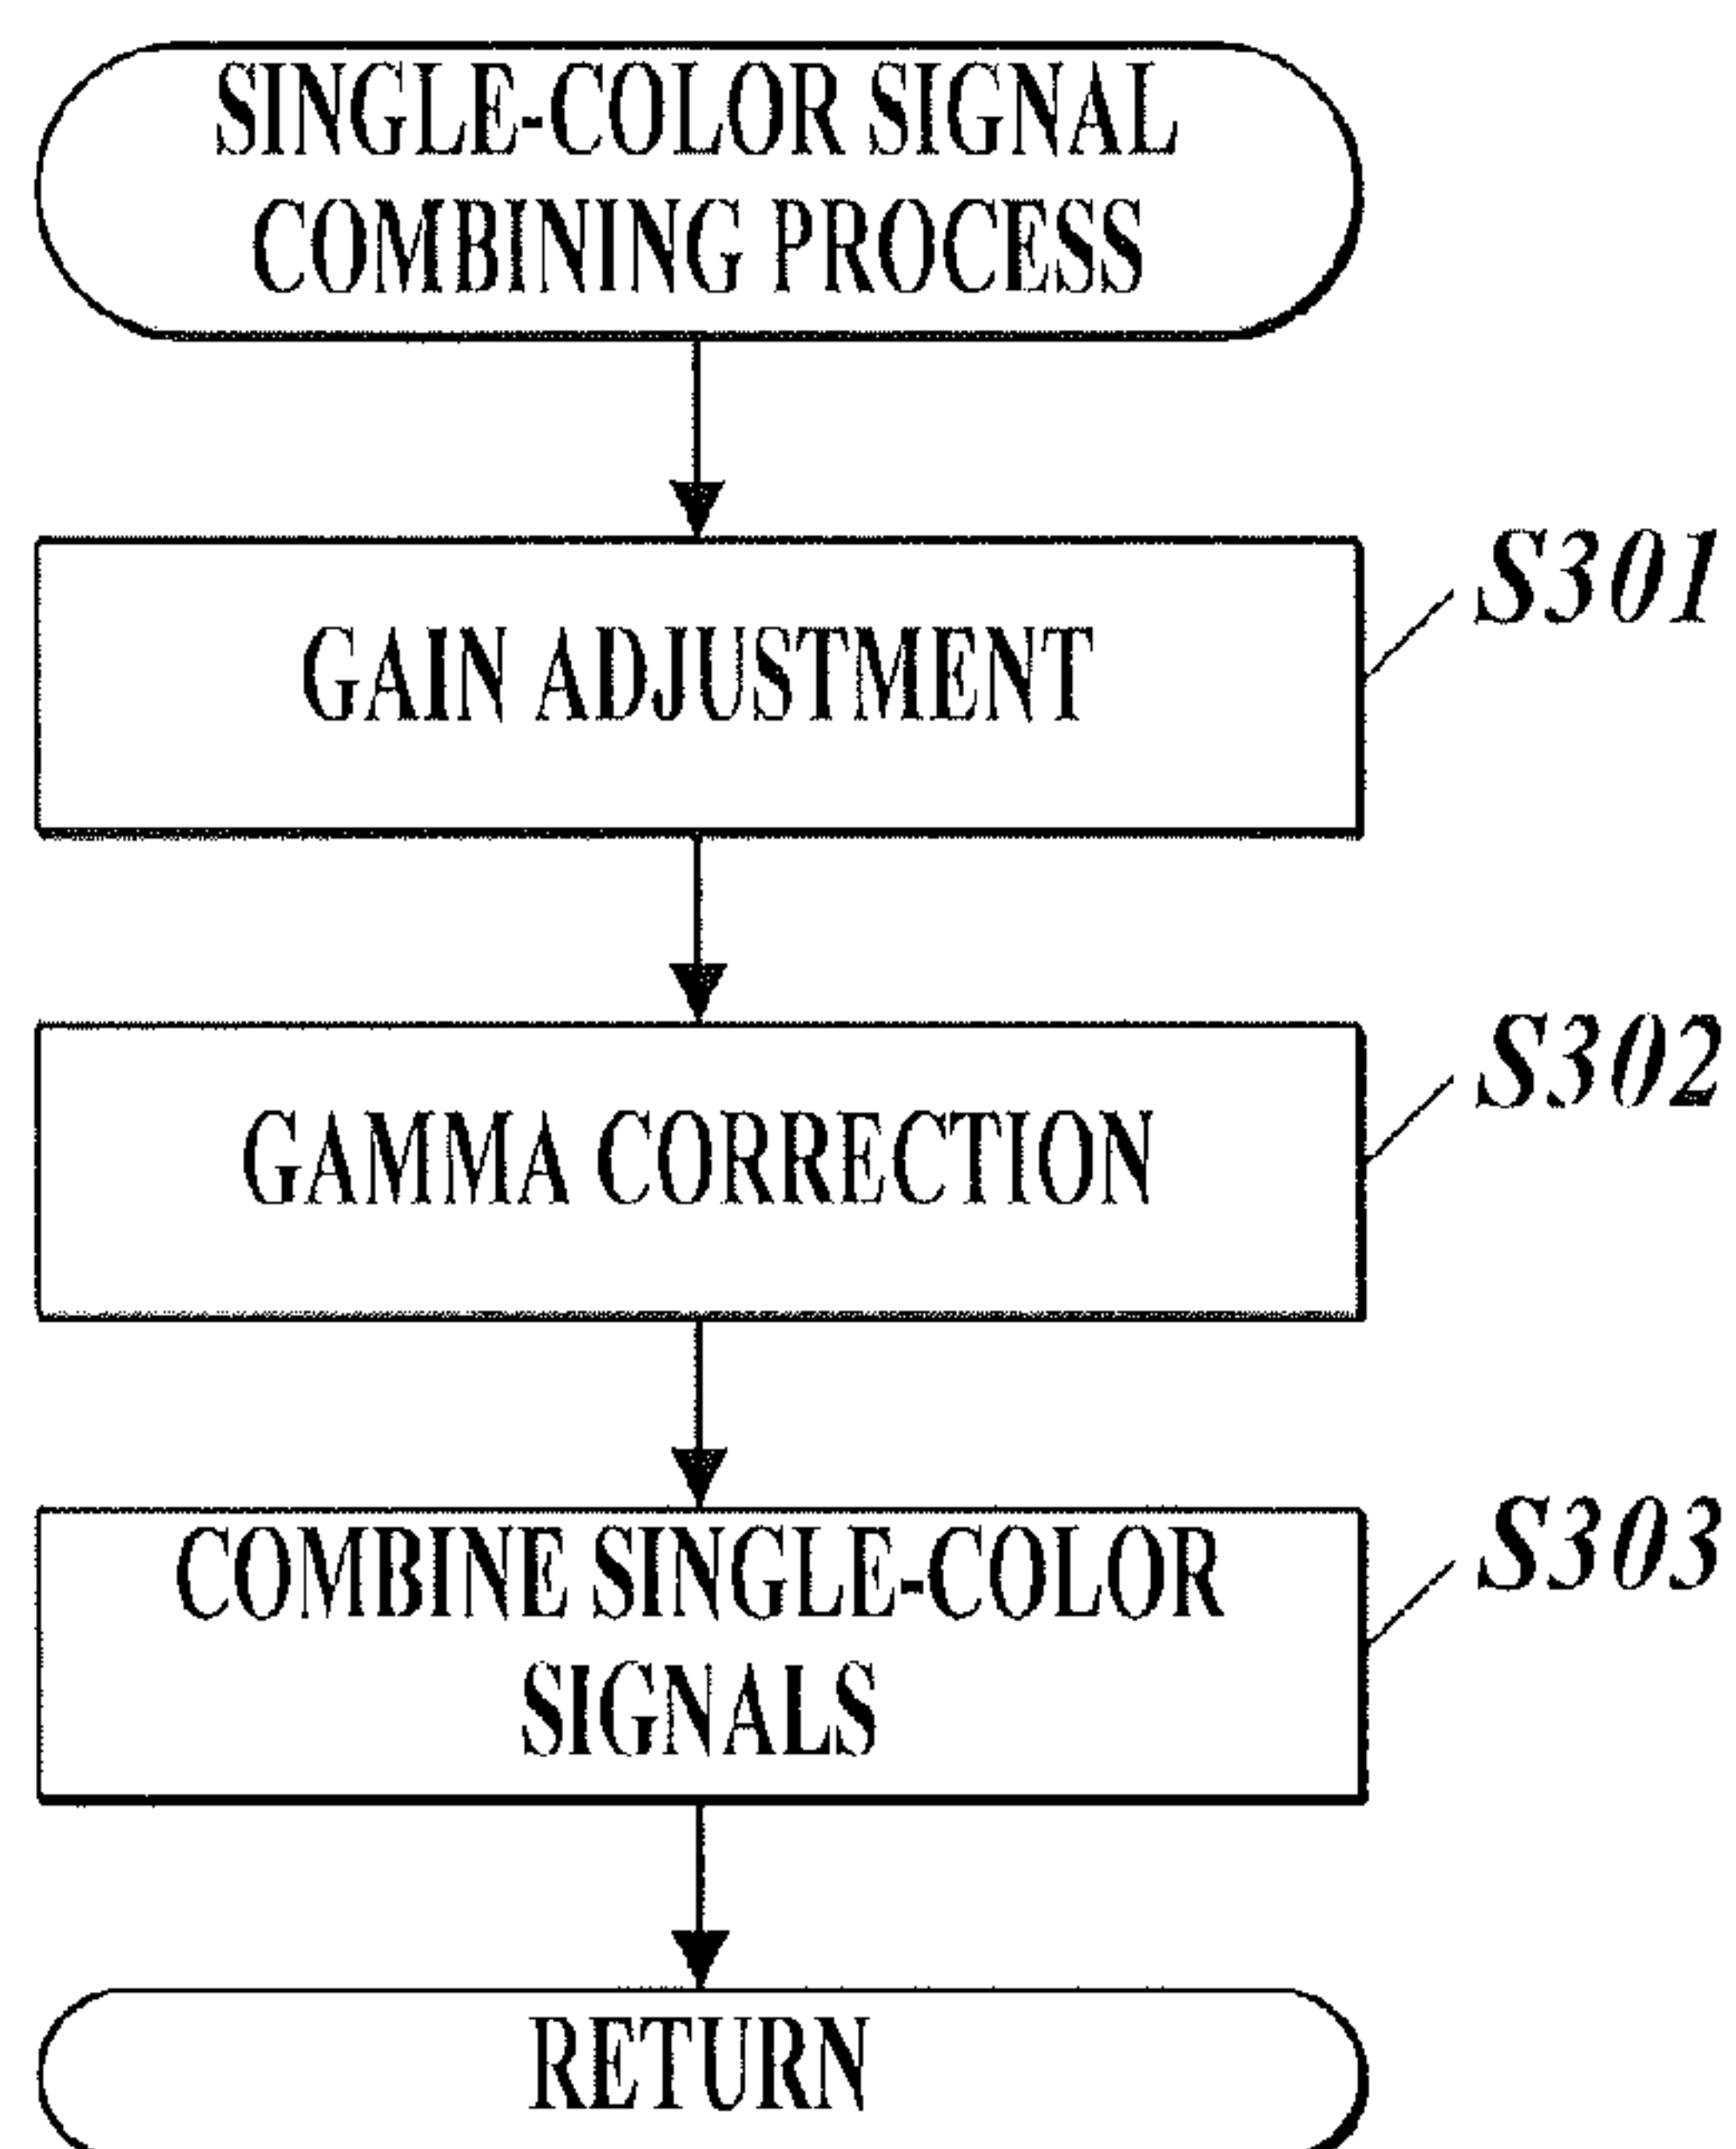 SINGLE-COLOR SIGNAL
COMBINING PROCESS
GAIN ADJUSTMENT
S301
GAMMA CORRECTION
S302
COMBINE SINGLE-COLOR
SIGNALS
S303
RETURN